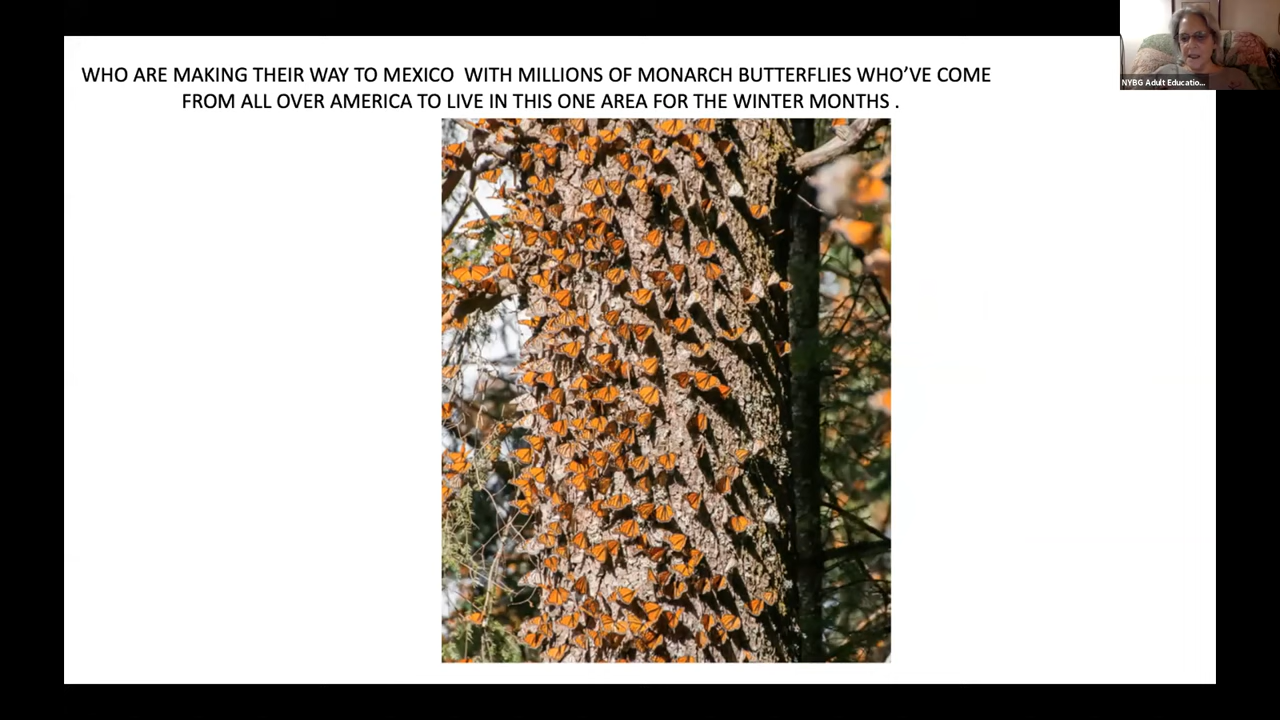 WHO ARE MAKING THEIR WAY TO MEXICO  WITH MILLIONS OF MONARCH BUTTERFLIES WHO’VE COME
FROM ALL OVER AMERICA TO LIVE IN THIS ONE AREA FOR THE WINTER MONTHS .
NYBG Adult Educatio...